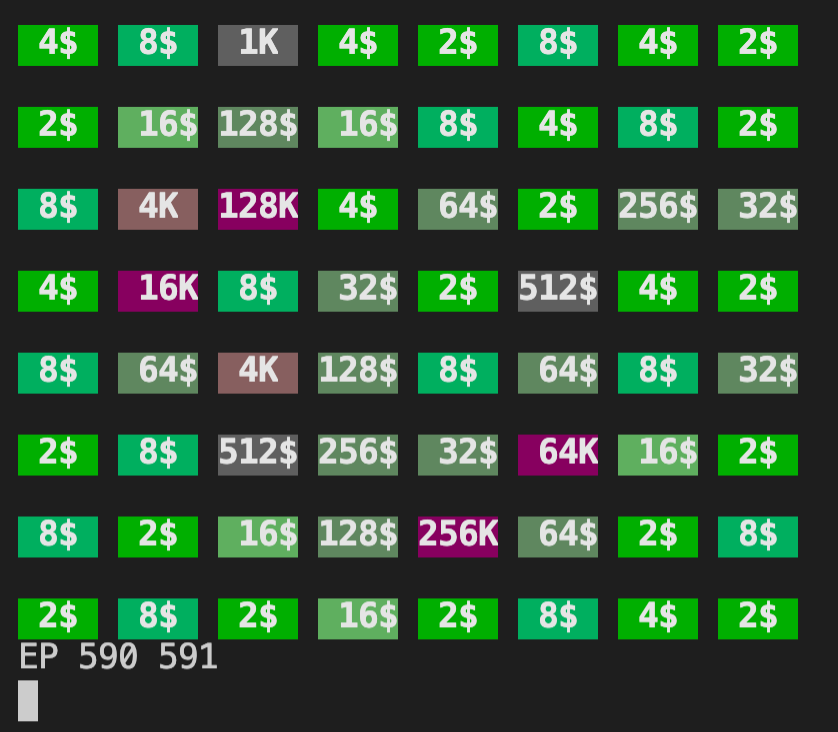 4$ 8$ 1K 4$ 2$ 8$ 4$ 2$
2$ 16$ 128$ 16$ 8$ 4$ 8$ 2$
8$ 4K 128K 4$ 64$ 2$ 256$ 32$
4$ 16K 8$ 32$ 2$ 512$ 4$ 2$
8$ 64$ 4K 128$ 8$ 64$ 8$ 32$
2$ 8$ 512$ 256$ 32$ 64K 16$ 2$
8$ 2$ 16$ 128$ 256K 64$ 2$ 8$
2$ 8$ 2$ 16$ 2$ 8$ 4$ 2$
EP 590 591